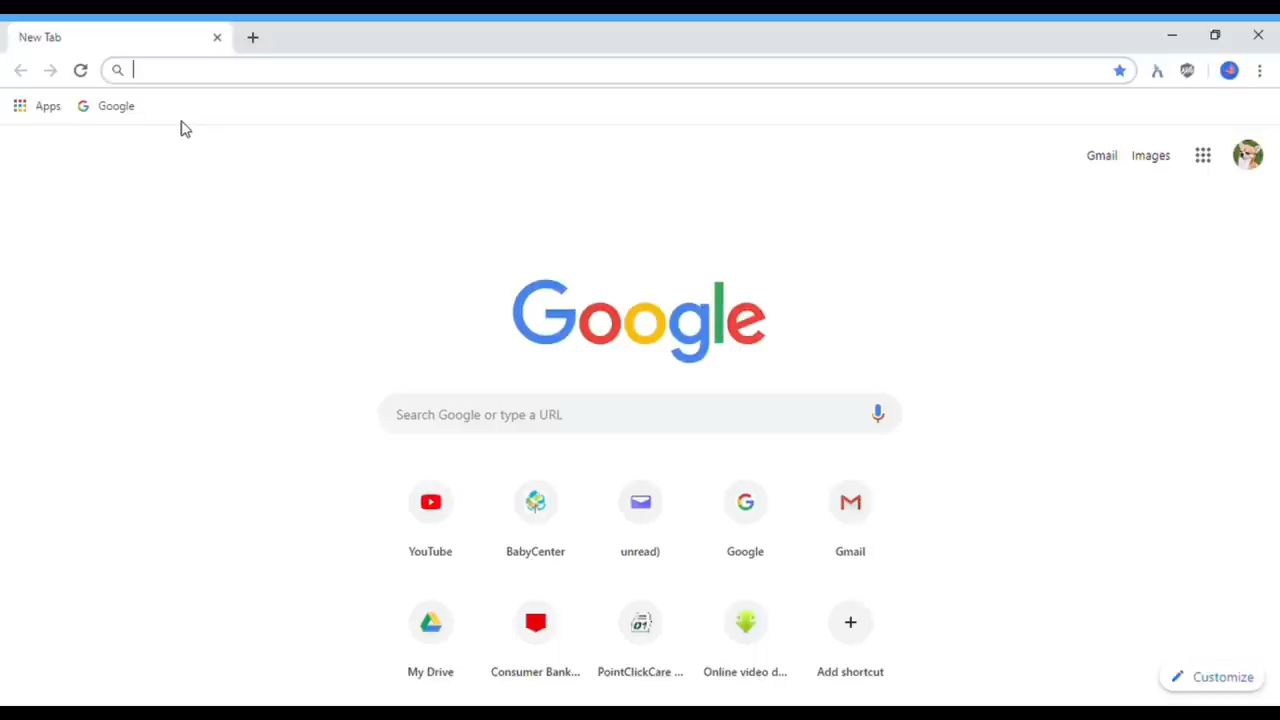 New Tab
Apps Google
Gmail Images
Google
Search Google or type a URL
YouTube BabyCenter unread) Google Gmail
My Drive Consumer Bank... PointClickCare ... Online video d... Add shortcut
Customize